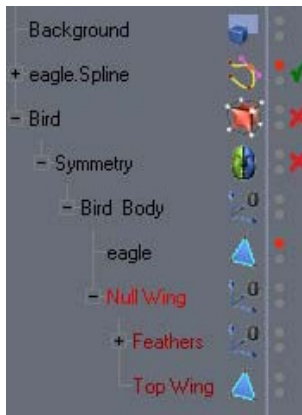 Background
eagle.Spline
Bird
Symmetry
Bird Body
eagle
Null Wing
Feathers
Top Wing